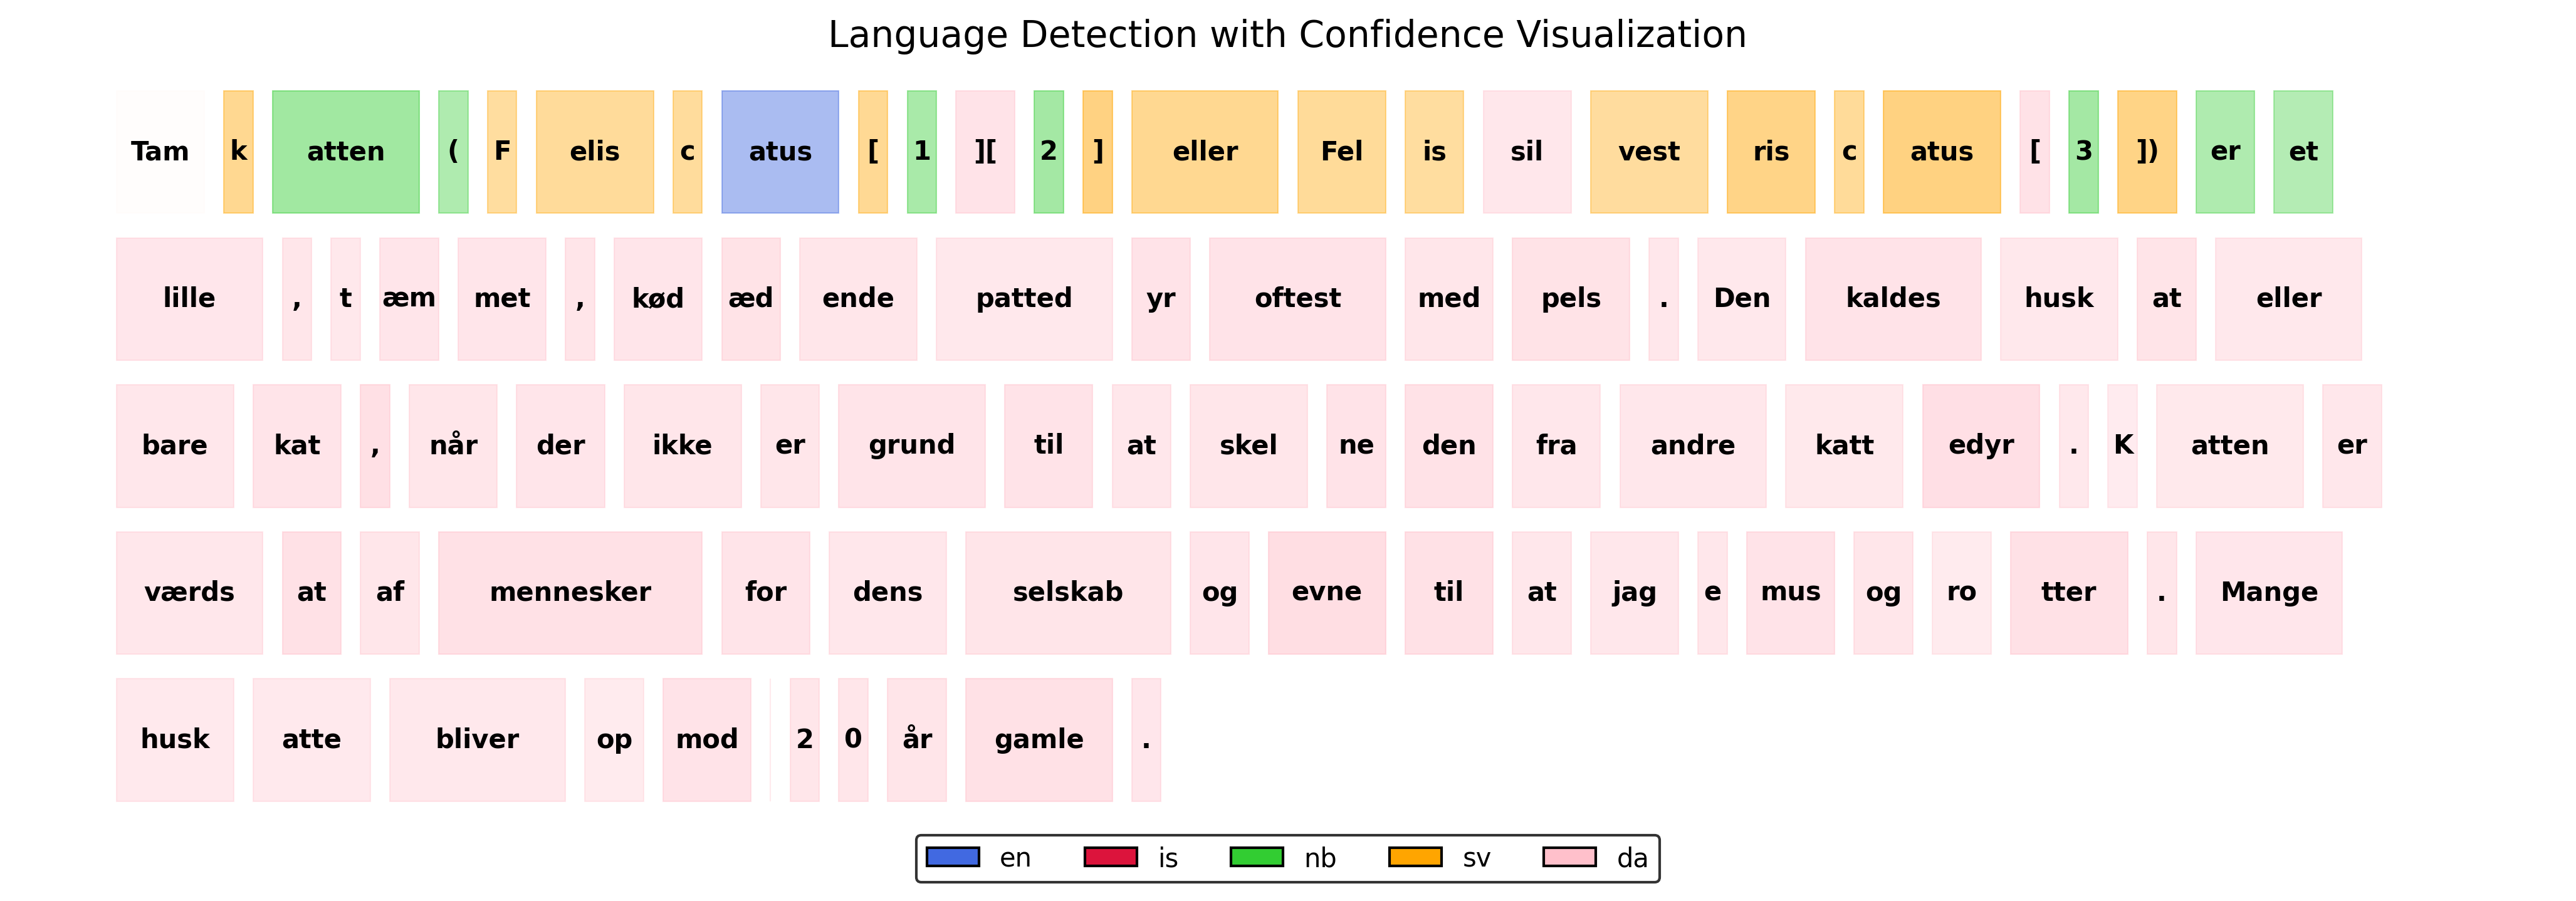 Language Detection with Confidence Visualization
Tam k atten ( F elis c atus [ 1 ][ 2 ] eller Fel is sil vest ris c atus [ 3 ]) er et
lille , t æm met , kød æd ende patted yr oftest med pels . Den kaldes husk at eller
bare kat , når der ikke er grund til at skel ne den fra andre katt edyr . K atten er
værds at af mennesker for dens selskab og evne til at jag e mus og ro tter . Mange
husk atte bliver op mod 2 0 år gamle .
en is nb sv da